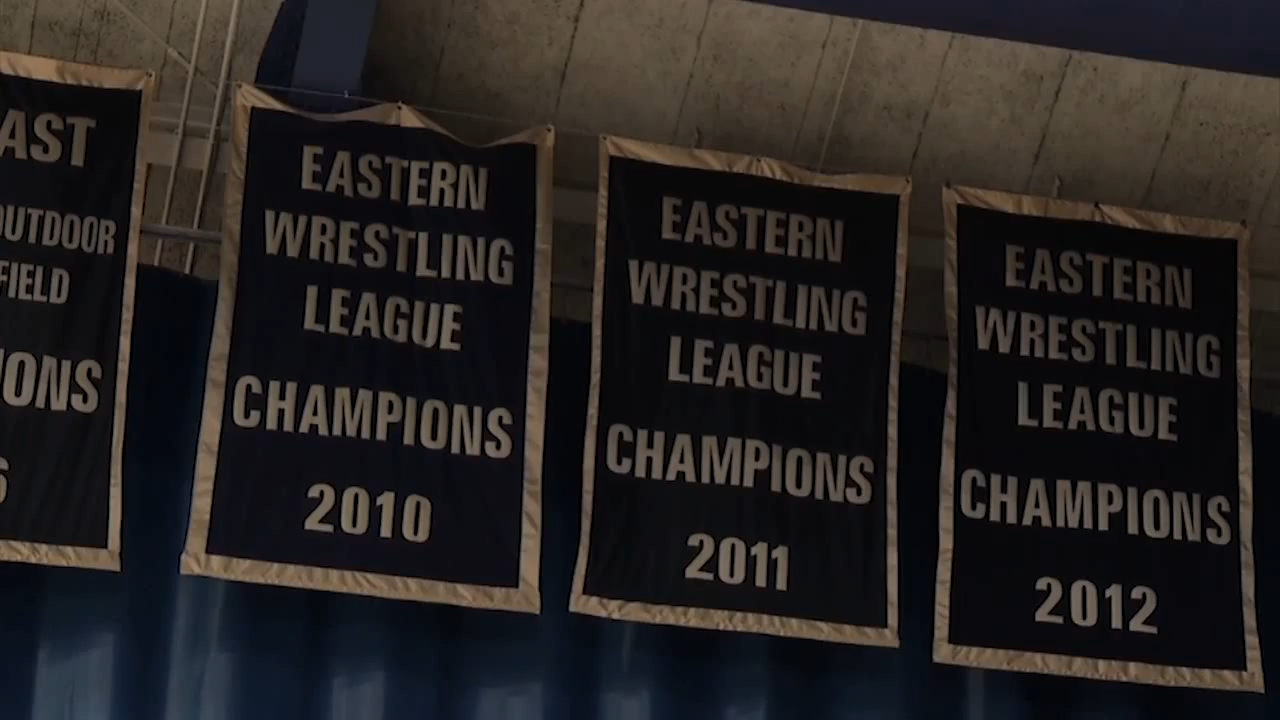 AST
OUTDOOR
FIELD
IONS
6
EASTERN
WRESTLING
LEAGUE
CHAMPIONS
2010
EASTERN
WRESTLING
LEAGUE
CHAMPIONS
2011
EASTERN
WRESTLING
LEAGUE
CHAMPIONS
2012